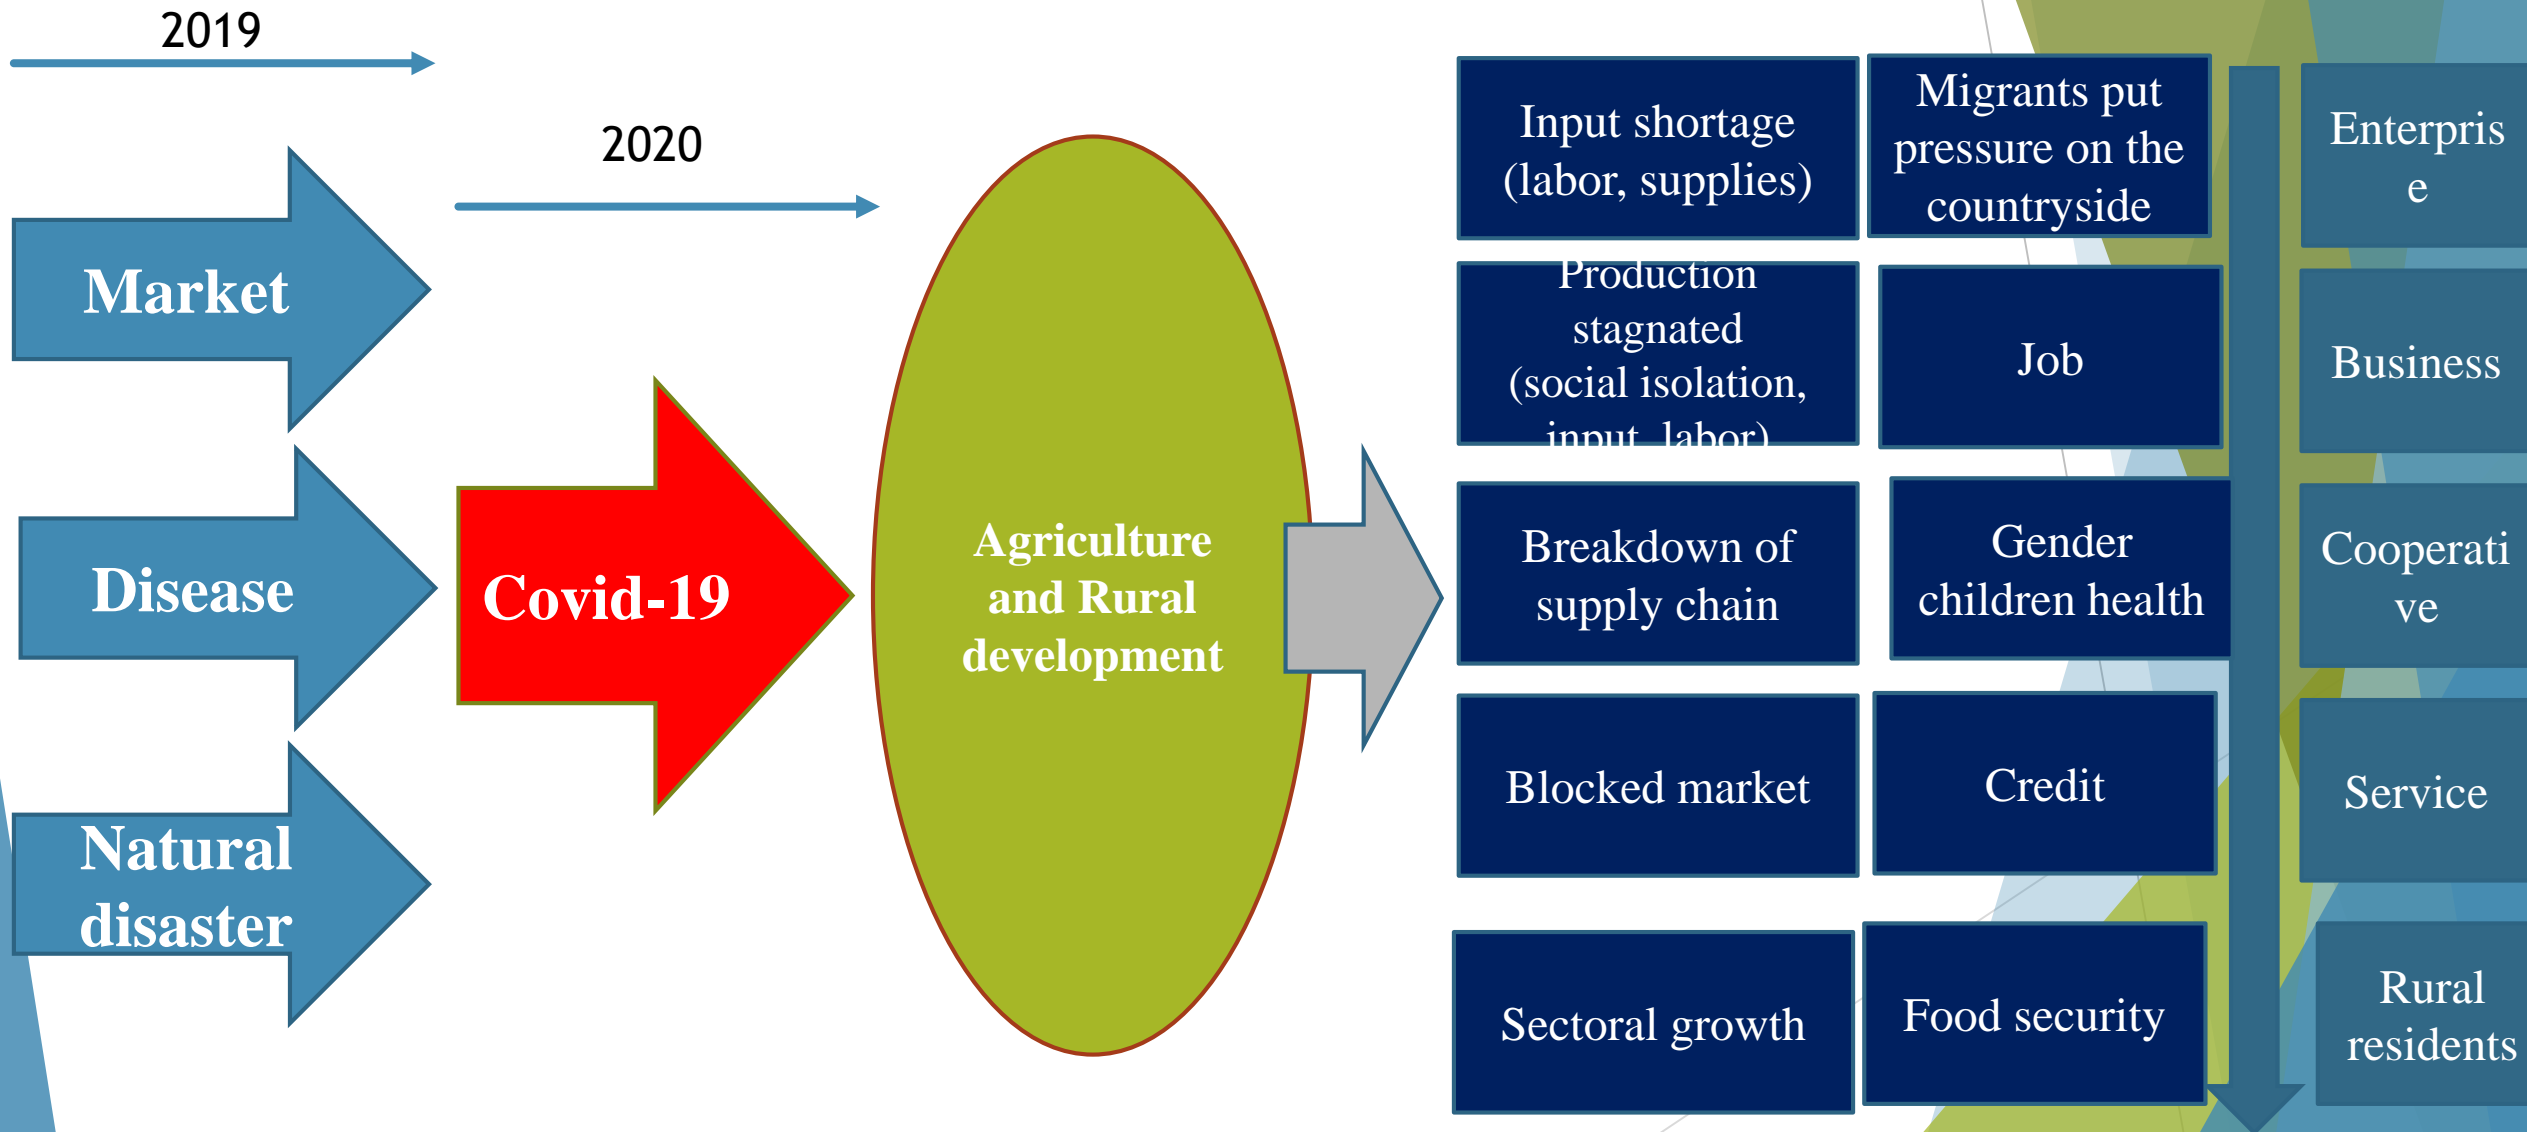 2019
2020
Market
Disease
Natural
disaster
Covid-19
Agriculture
and Rural
development
Input shortage
(labor, supplies)
Production
stagnated
(social isolation,
input, labor)
Breakdown of
supply chain
Blocked market
Sectoral growth
Migrants put
pressure on the
countryside
Job
Gender
children health
Credit
Food security
Enterpris
e
Business
Cooperati
ve
Service
Rural
residents